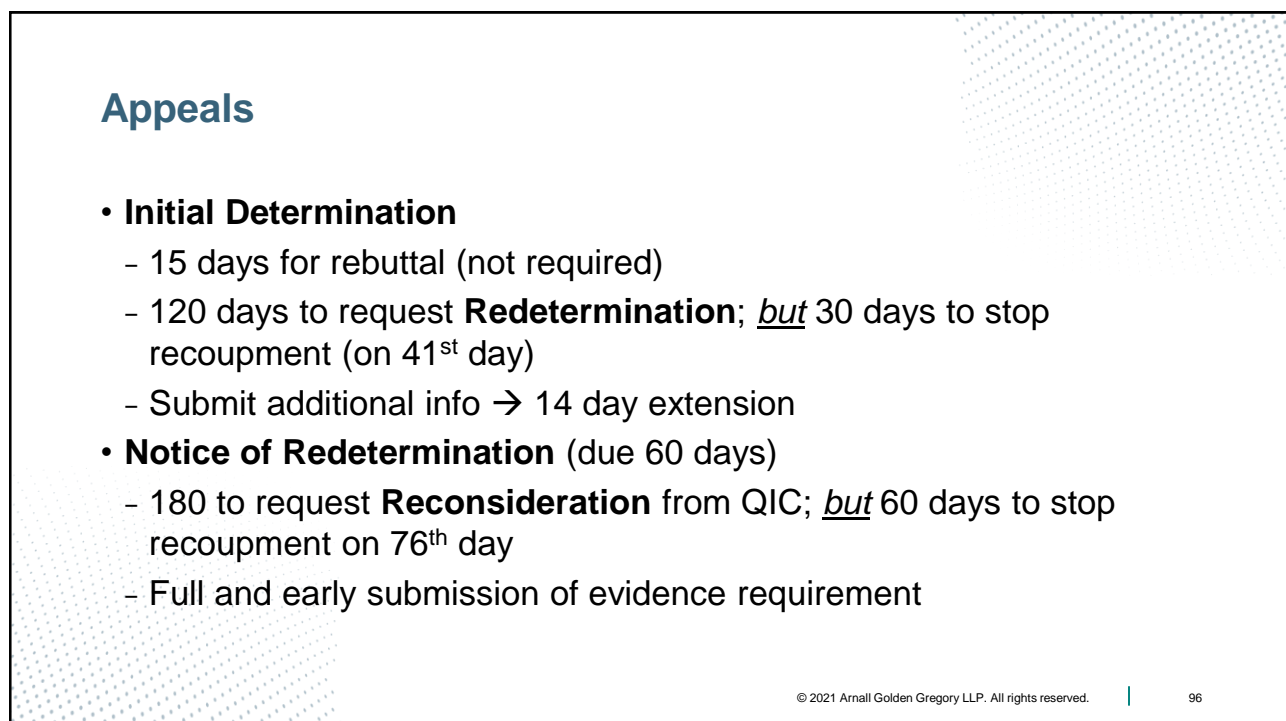 Appeals
• Initial Determination
- 15 days for rebuttal (not required)
- 120 days to request Redetermination; but 30 days to stop
recoupment (on 41st day)
- Submit additional info → 14 day extension
• Notice of Redetermination (due 60 days)
- 180 to request Reconsideration from QIC; but 60 days to stop
recoupment on 76th day
- Full and early submission of evidence requirement
© 2021 Arnall Golden Gregory LLP. All rights reserved. 96